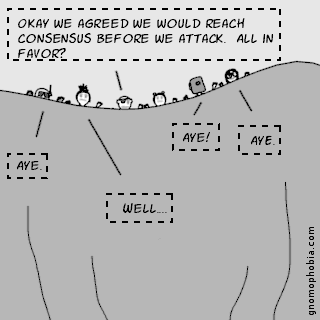 OKAY WE AGREED WE WOULD REACH
CONSENSUS BEFORE WE ATTACK. ALL IN
FAVOR?
AYE.
WELL....
AYE!
AYE.
gnomophobia.com